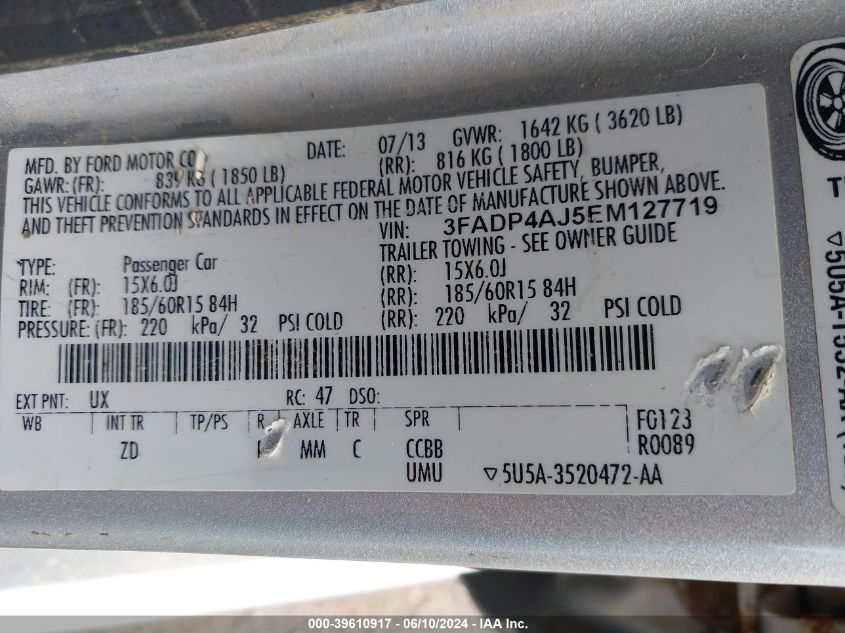 MFD. BY FORD MOTOR CO DATE: 07/13 GVWR: 1642 KG ( 3620 LB)
GAWR: (FR): 839 KG ( 1850 LB) (RR): 816 KG ( 1800 LB)
THIS VEHICLE CONFORMS TO ALL APPLICABLE FEDERAL MOTOR VEHICLE SAFETY, BUMPER,
AND THEFT PREVENTION STANDARDS IN EFFECT ON THE DATE OF MANUFACTURE SHOWN ABOVE.
VIN: 3FADP4AJ5EM127719
TRAILER TOWING - SEE OWNER GUIDE
TYPE: Passenger Car
RIM: (FR): 15X6.0J (RR): 15X6.0J
TIRE: (FR): 185/60R15 84H (RR): 185/60R15 84H
PRESSURE: (FR): 220 kPa/ 32 PSI COLD (RR): 220 kPa/ 32 PSI COLD
EXT PNT: UX RC: 47 DSO:
WB INT TR TP/PS R AXLE TR SPR
ZD MM C CCBB
UMU
F0123
R0089
▽5U5A-3520472-AA
▽5U5A-1532
000-39610917 - 06/10/2024 - IAAI.com